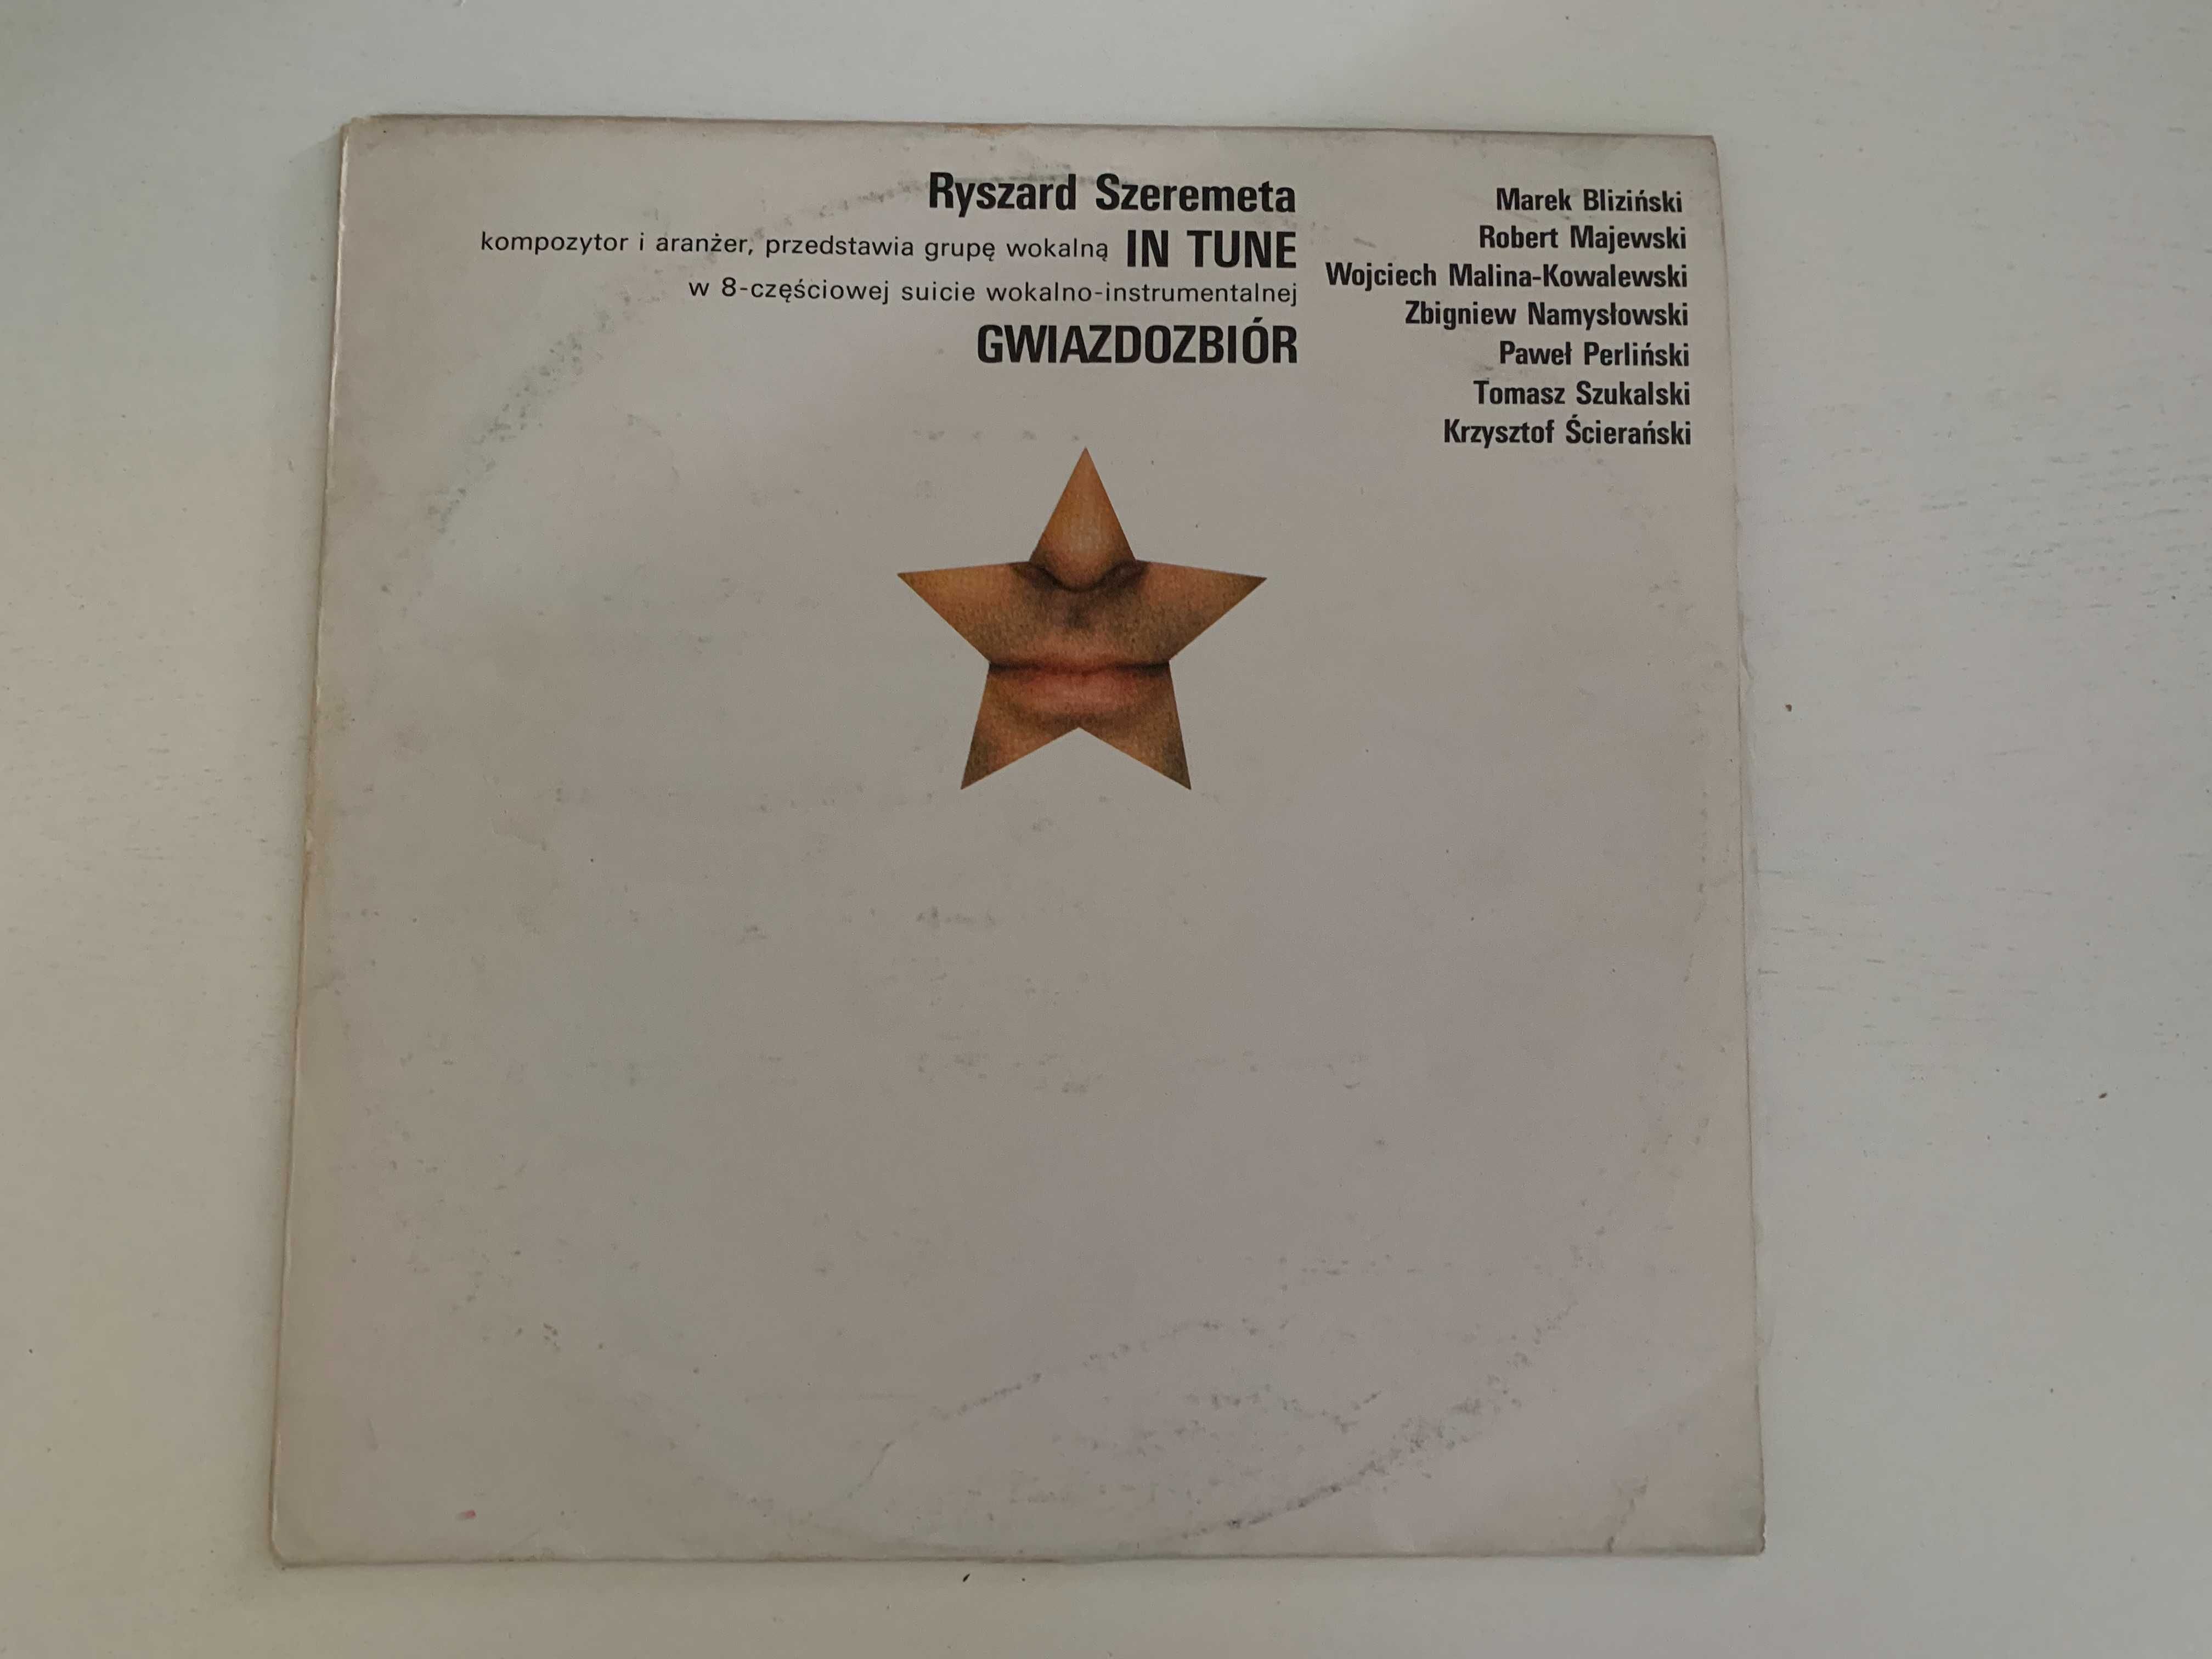 Ryszard Szeremeta
kompozytor i aranżer, przedstawia grupę wokalną IN TUNE
w 8-częściowej suicie wokalno-instrumentalnej
GWIAZDOZBIÓR
Marek Bliziński
Robert Majewski
Wojciech Malina-Kowalewski
Zbigniew Namysłowski
Paweł Perliński
Tomasz Szukalski
Krzysztof Ścierański